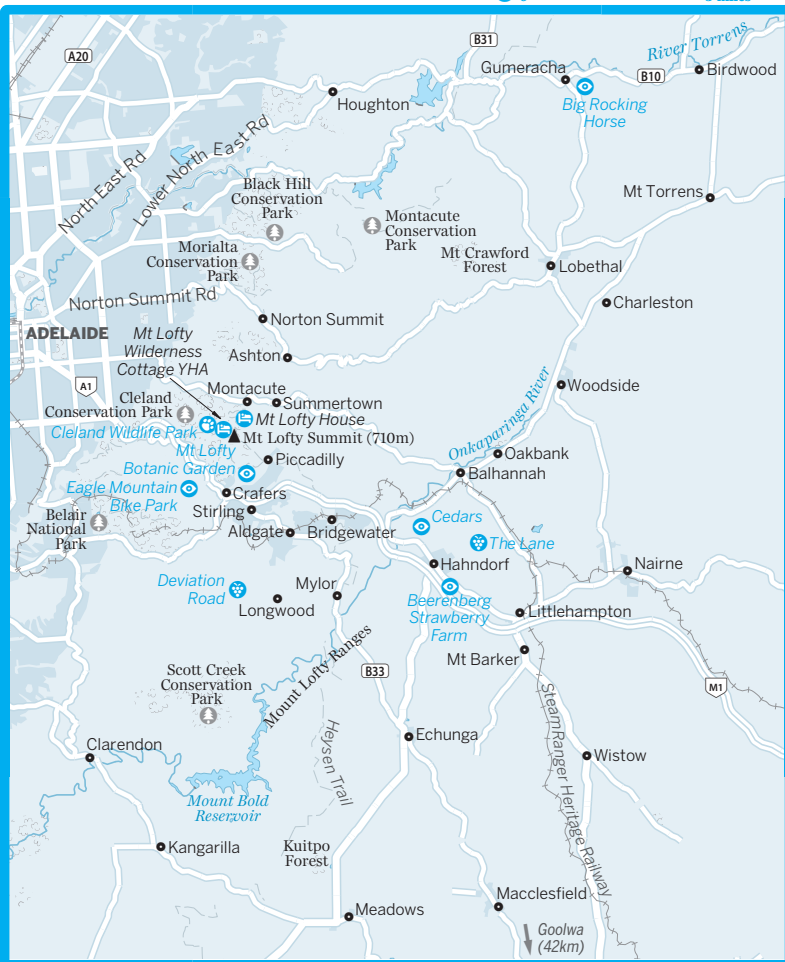 B31
River Torrens
A20
Gumeracha
B10
Birdwood
Houghton
Big Rocking
Horse
North East Rd
Lower North East Rd
Black Hill
Conservation
Park
Montacute
Conservation
Park
Mt Torrens
Morialta
Conservation
Park
Mt Crawford
Forest
Lobethal
Norton Summit Rd
Charleston
Norton Summit
ADELAIDE
Mt Lofty
Wilderness
Cottage YHA
Ashton
A1
Montacute
Woodside
Cleland
Conservation Park
Summertown
Mt Lofty House
Cleland Wildlife Park
Mt Lofty Summit (710m)
Onkaparinga River
Mt Lofty
Botanic Garden
Piccadilly
Oakbank
Balhannah
Eagle Mountain
Bike Park
Crafers
Stirling
Belair
National
Park
Aldgate
Bridgewater
Cedars
The Lane
Hahndorf
Nairne
Deviation
Road
Mylor
Longwood
Beerenberg
Strawberry
Farm
Littlehampton
Mt Barker
Mount Lofty Ranges
B33
M1
Scott Creek
Conservation
Park
SteamRanger Heritage Railway
Heysen Trail
Echunga
Clarendon
Wistow
Mount Bold
Reservoir
Kangarilla
Kuitpo
Forest
Macclesfield
Meadows
Goolwa
(42km)